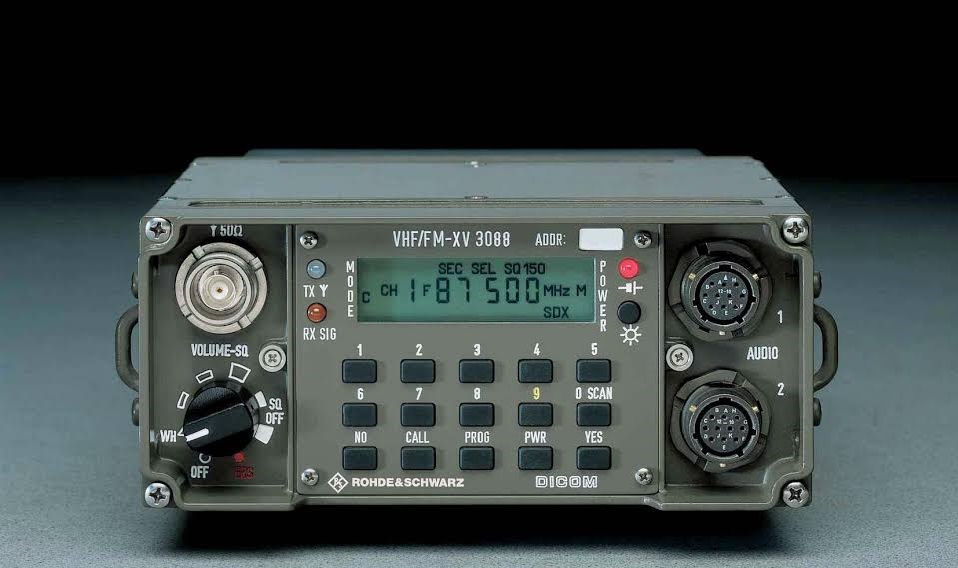 50Ω
VHF/FM-XV 3088 ADDR:
MODE
SEC SEL SQ150
C CH 1 F 87 500 MHz M
SDX
POWER
TX
RX SIG
VOLUME-SQ
SQ
OFF
WH
OFF
1 2 3 4 5
6 7 8 9 0 SCAN
NO CALL PROG PWR YES
ROHDE&SCHWARZ
DICOM
1
AUDIO
2